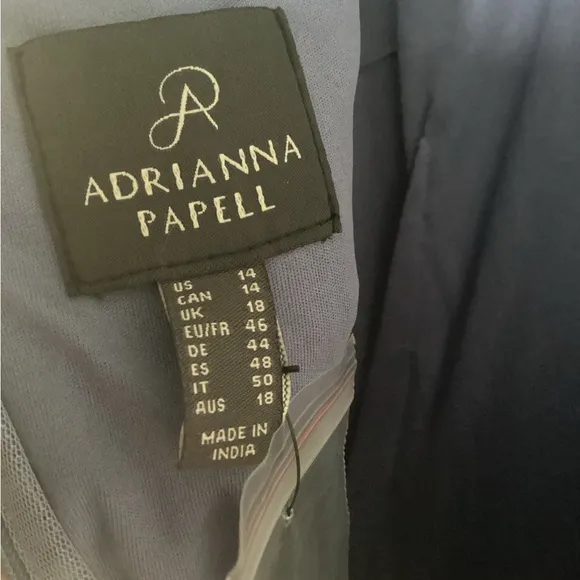 ADRIANNA
PAPELL
US 14
CAN 14
UK 18
EU/FR 46
DE 44
ES 48
IT 50
AUS 18
MADE IN
INDIA